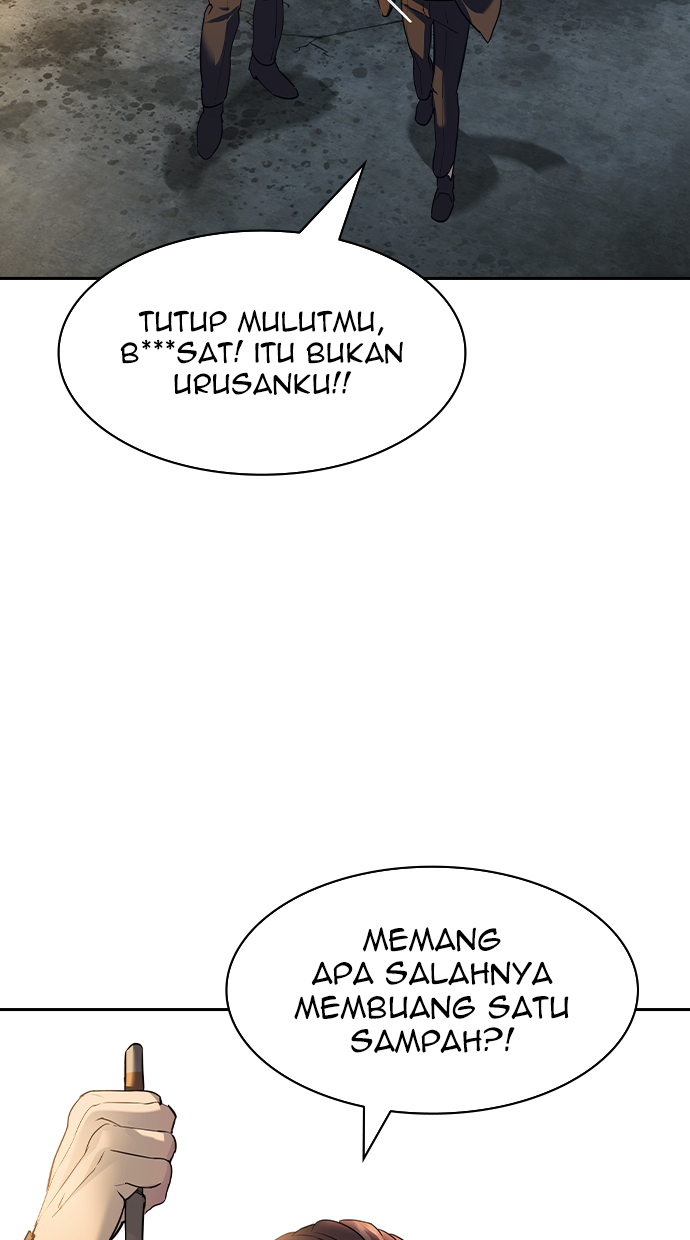 TUTUP MULUTMU,
B***SAT! ITU BUKAN
URUSANKU!!
MEMANG
APA SALAHNYA
MEMBUANG SATU
SAMPAH?!